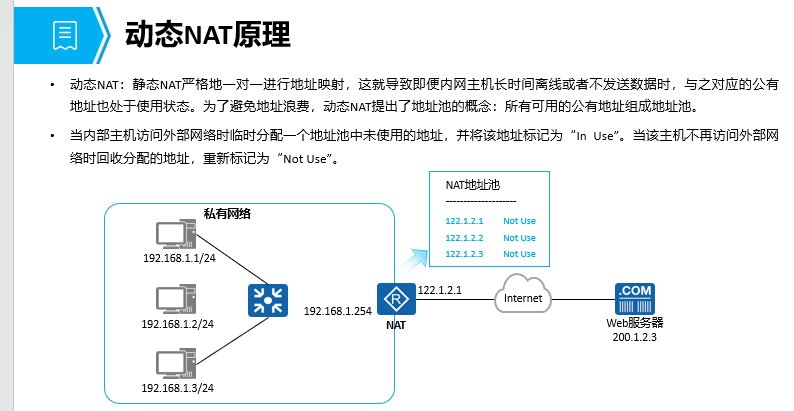 动态NAT原理
• 动态NAT：静态NAT严格地一对一进行地址映射，这就导致即便内网主机长时间离线或者不发送数据时，与之对应的公有
地址也处于使用状态。为了避免地址浪费，动态NAT提出了地址池的概念：所有可用的公有地址组成地址池。
• 当内部主机访问外部网络时临时分配一个地址池中未使用的地址，并将该地址标记为“In Use”。当该主机不再访问外部网
络时回收分配的地址，重新标记为“Not Use”。
NAT地址池
--------------------
122.1.2.1 Not Use
122.1.2.2 Not Use
122.1.2.3 Not Use
私有网络
192.168.1.1/24
192.168.1.2/24
192.168.1.3/24
192.168.1.254
R
NAT
122.1.2.1
Internet
.COM
Web服务器
200.1.2.3